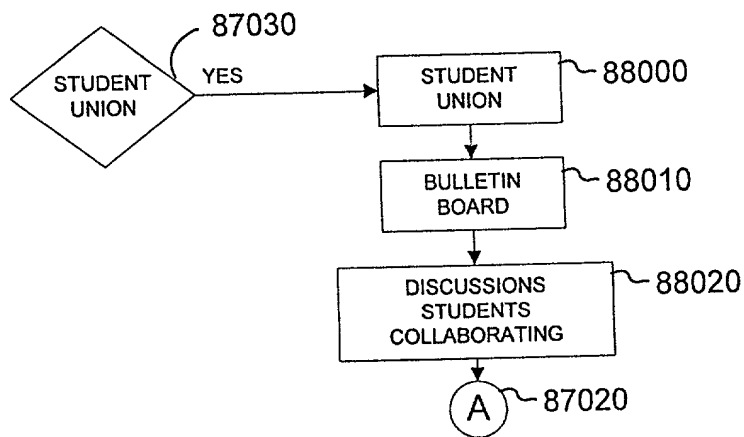 87030
STUDENT
UNION
YES
STUDENT
UNION
88000
BULLETIN
BOARD
88010
DISCUSSIONS
STUDENTS
COLLABORATING
88020
A
87020